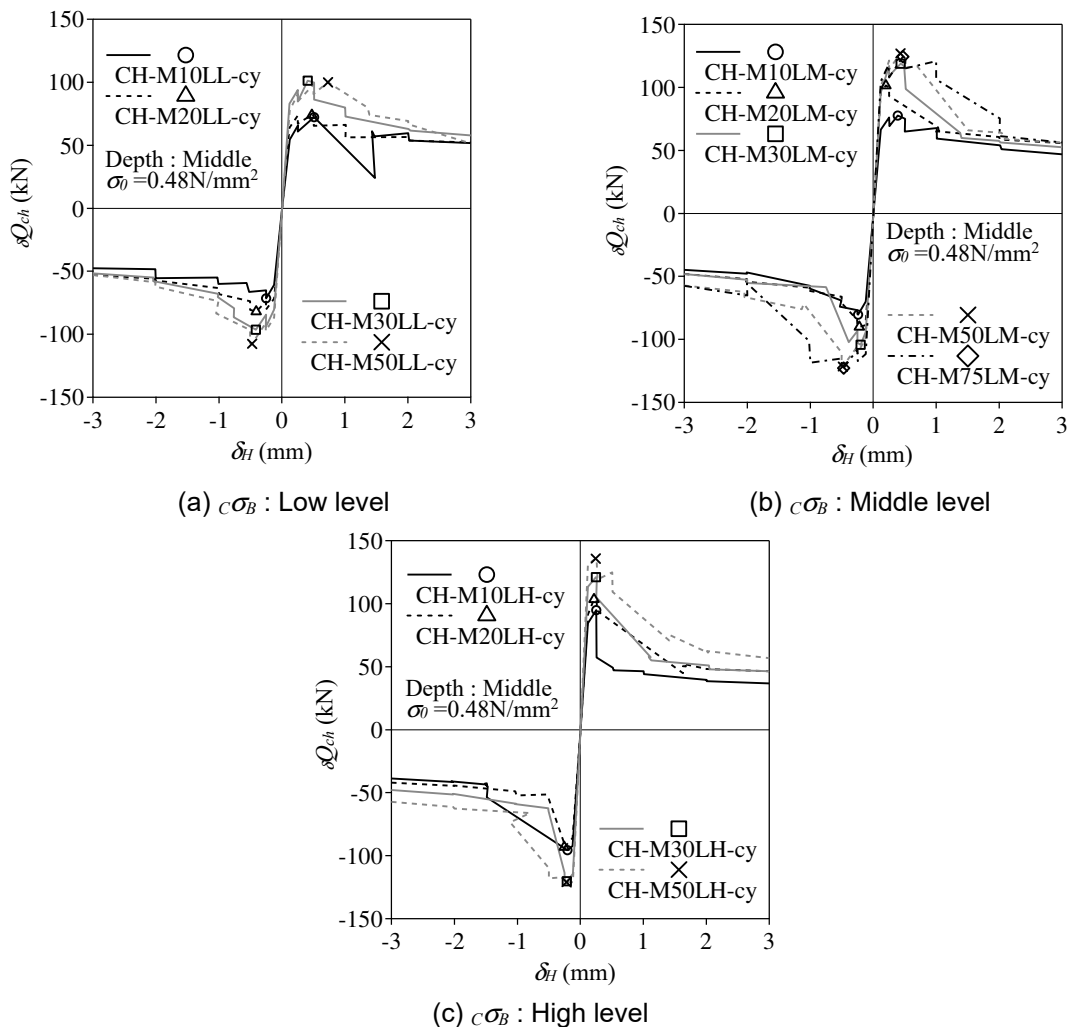 150
100
50
0
-50
-100
-150
-3 -2 -1 0 1 2 3
δQch (kN)
δH (mm)
CH-M10LL-cy
CH-M20LL-cy
Depth : Middle
σ0 =0.48N/mm2
CH-M30LL-cy
CH-M50LL-cy
(a) CσB : Low level
150
100
50
0
-50
-100
-150
-3 -2 -1 0 1 2 3
δQch (kN)
δH (mm)
CH-M10LM-cy
CH-M20LM-cy
CH-M30LM-cy
Depth : Middle
σ0 =0.48N/mm2
CH-M50LM-cy
CH-M75LM-cy
(b) CσB : Middle level
150
100
50
0
-50
-100
-150
-3 -2 -1 0 1 2 3
δQch (kN)
δH (mm)
CH-M10LH-cy
CH-M20LH-cy
Depth : Middle
σ0 =0.48N/mm2
CH-M30LH-cy
CH-M50LH-cy
(c) CσB : High level